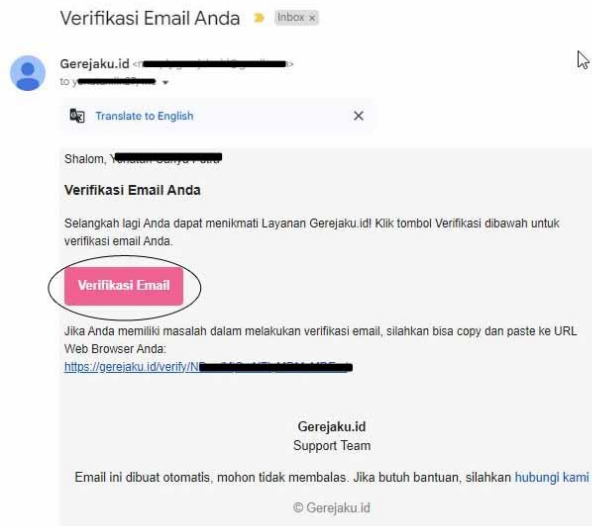 Verifikasi Email Anda Inbox x
Gerejaku.id
to
Translate to English
Shalom,
Verifikasi Email Anda
Selangkah lagi Anda dapat menikmati Layanan Gerejaku.id! Klik tombol Verifikasi dibawah untuk
verifikasi email Anda.
Verifikasi Email
Jika Anda memiliki masalah dalam melakukan verifikasi email, silahkan bisa copy dan paste ke URL
Web Browser Anda:
https://gerejaku.id/verify/
Gerejaku.id
Support Team
Email ini dibuat otomatis, mohon tidak membalas. Jika butuh bantuan, silahkan hubungi kami
© Gerejaku.id